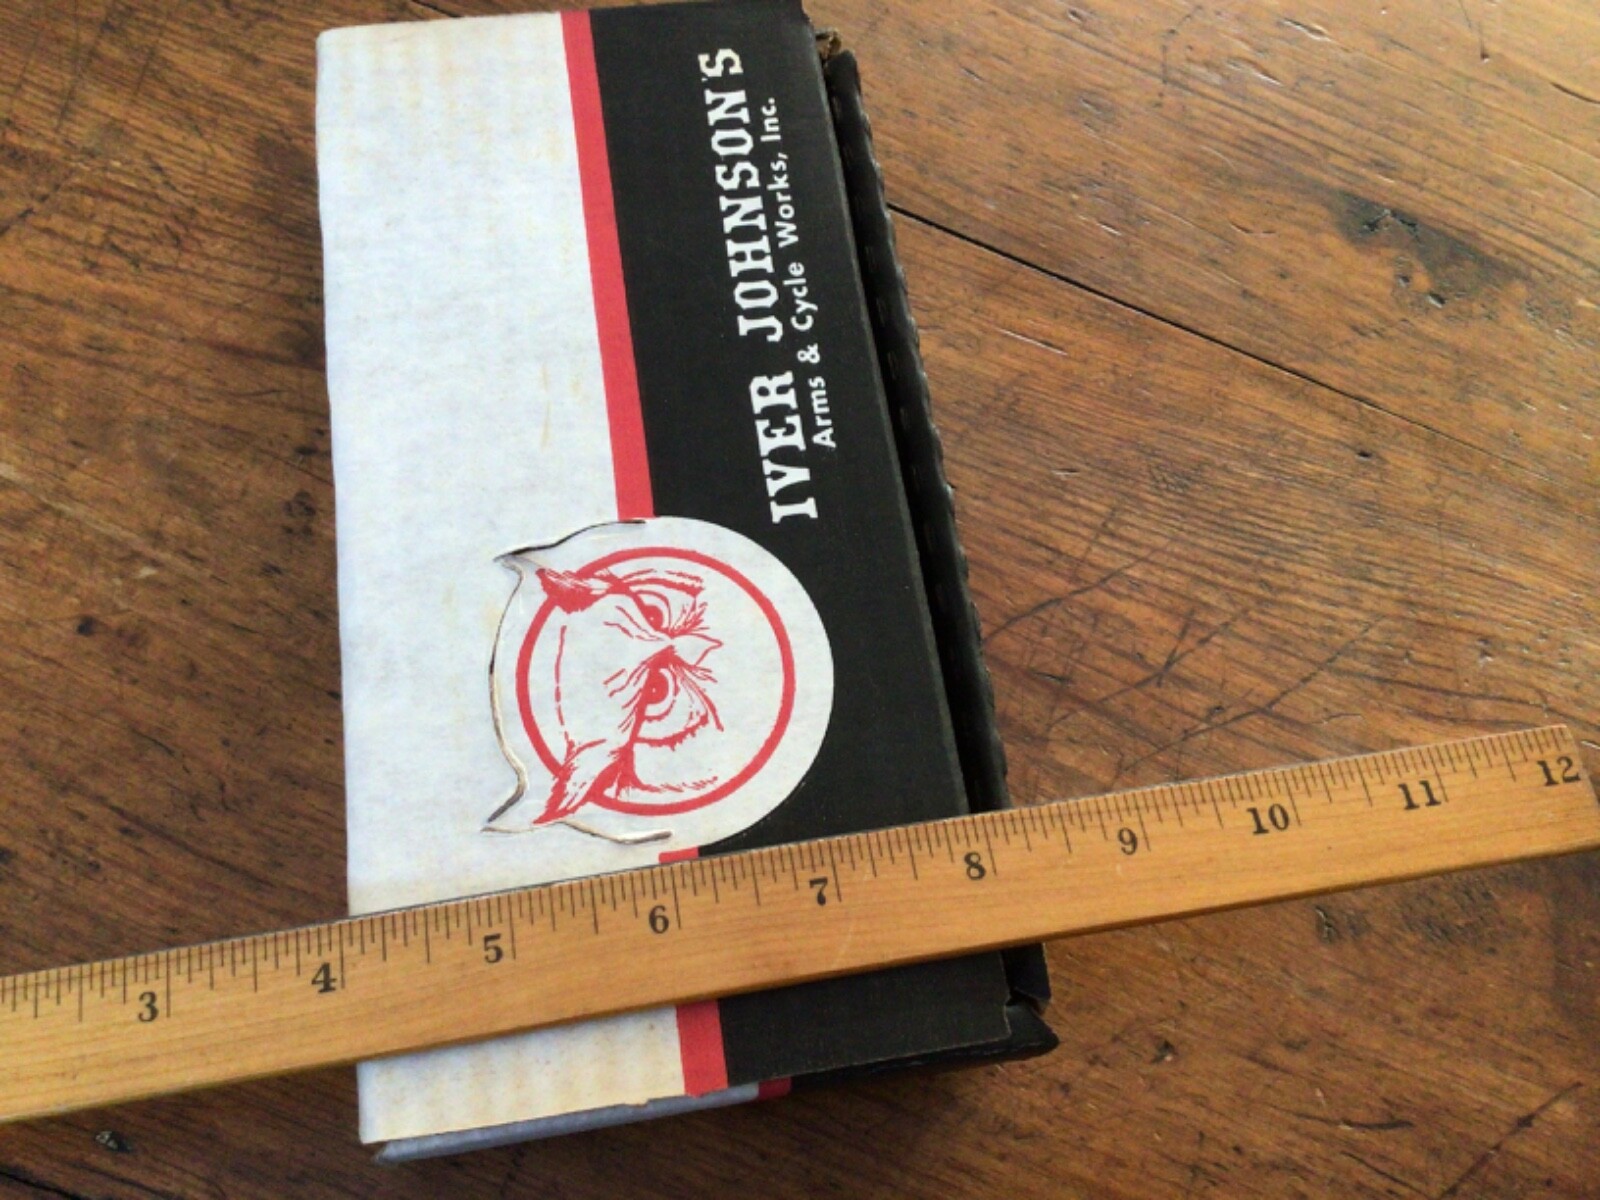 IVER JOHNSON'S
Arms & Cycle Works, Inc.
3 4 5 6 7 8 9 10 11 12